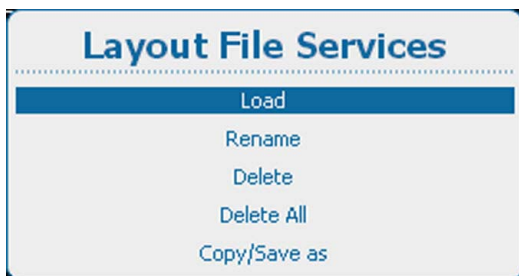 Layout File Services
Load
Rename
Delete
Delete All
Copy/Save as